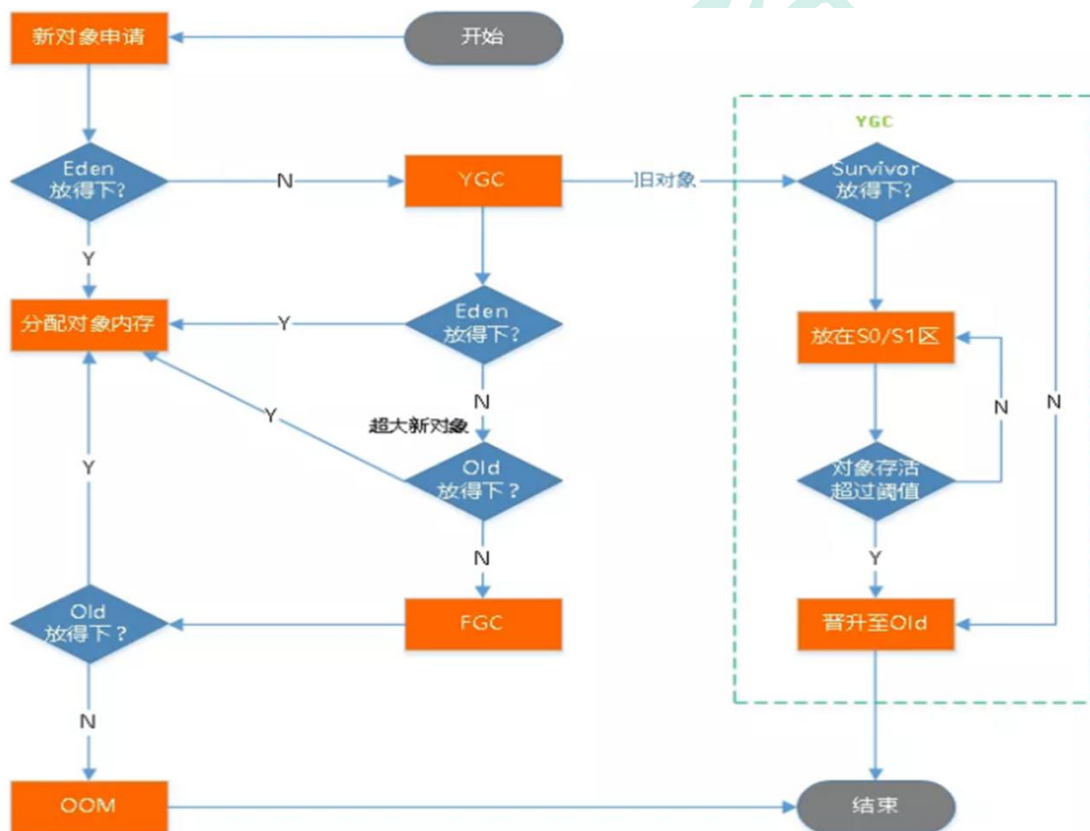 新对象申请
开始
YGC
Eden
放得下?
N
YGC
旧对象
Survivor
放得下?
Y
分配对象内存
Y
Eden
放得下?
放在S0/S1区
N
N
N
超大新对象
Y
Y
Old
放得下?
对象存活
超过阈值
N
Y
Old
放得下?
FGC
晋升至Old
N
OOM
结束